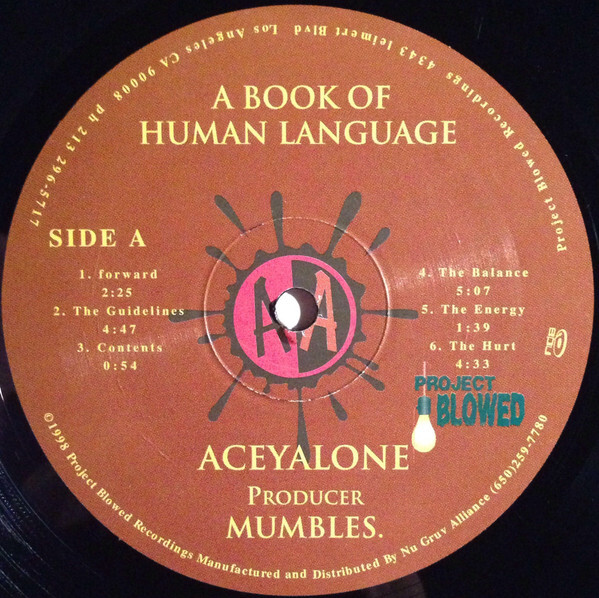 Project Blowed Recordings 4343 leimert Blvd Los Angeles CA 90008 ph 213 296-5717
A BOOK OF
HUMAN LANGUAGE
SIDE A
1. forward
2:25
2. The Guidelines
4:47
3. Contents
0:54
4. The Balance
5:07
5. The Energy
1:39
6. The Hurt
4:33
AA
PROJECT
BLOWED
ACEYALONE
PRODUCER
MUMBLES.
©1998 Project Blowed Recordings Manufactured and Distributed By Nu Gruv Alliance (650)259-7780